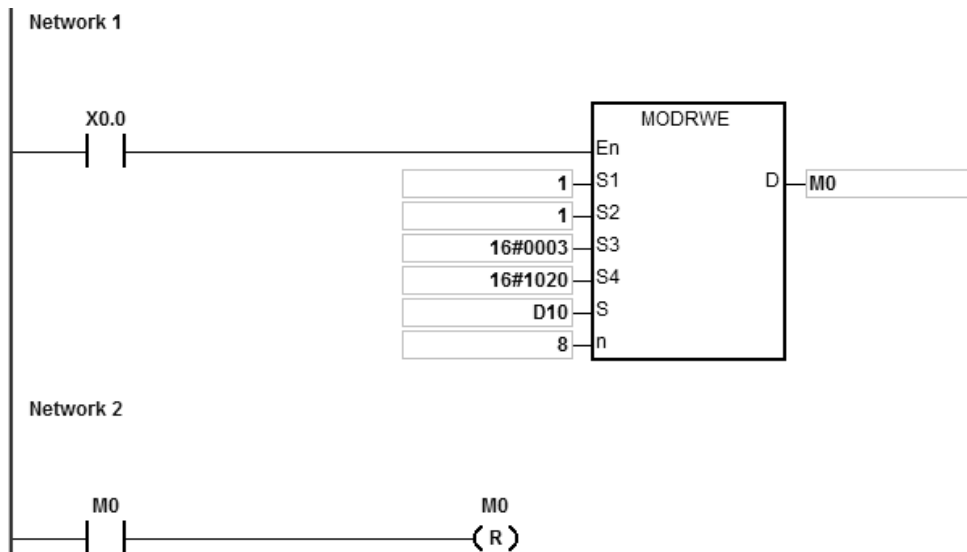 Network 1
X0.0
MODRWE
En
1 S1 D M0
1 S2
16#0003 S3
16#1020 S4
D10 S
8 n
Network 2
M0 M0
R